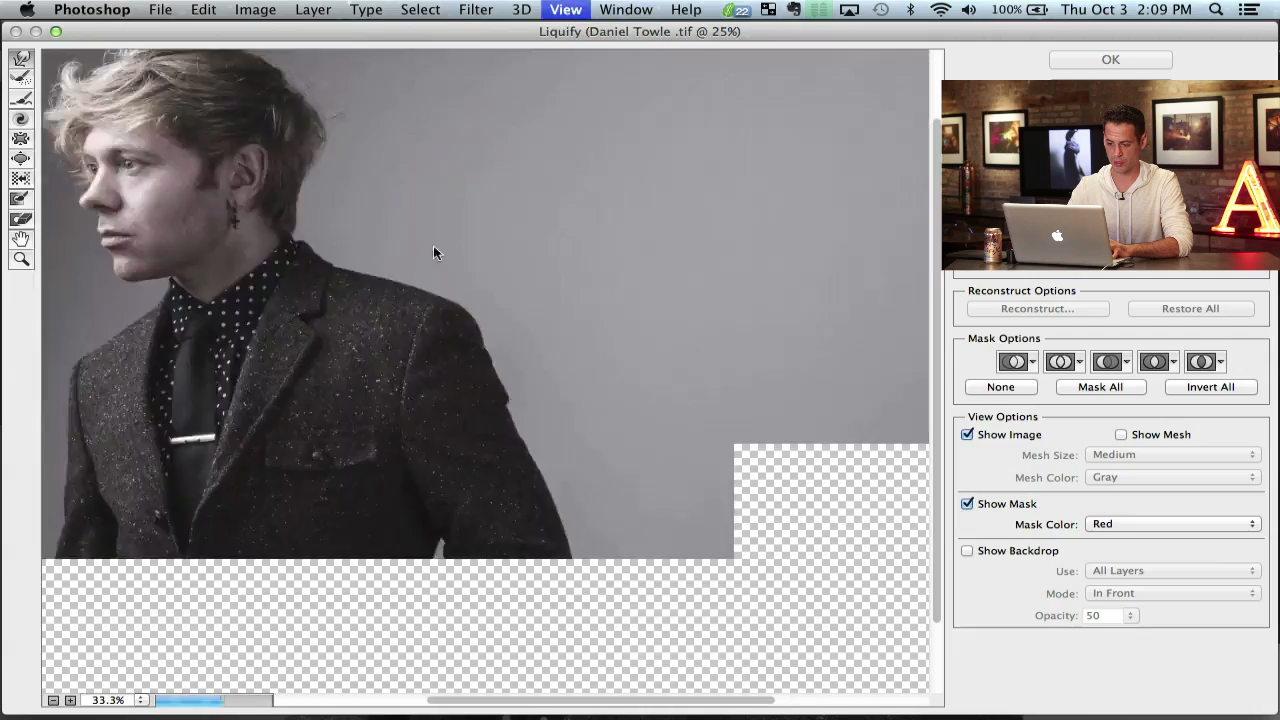 Photoshop File Edit Image Layer Type Select Filter 3D View Window Help 22 100% Thu Oct 3 2:09 PM
Liquify (Daniel Towle .tif @ 25%)
OK
A
Reconstruct Options
Reconstruct... Restore All
Mask Options
None Mask All Invert All
View Options
Show Image Show Mesh
Mesh Size: Medium
Mesh Color: Gray
Show Mask
Mask Color: Red
Show Backdrop
Use: All Layers
Mode: In Front
Opacity: 50
33.3%